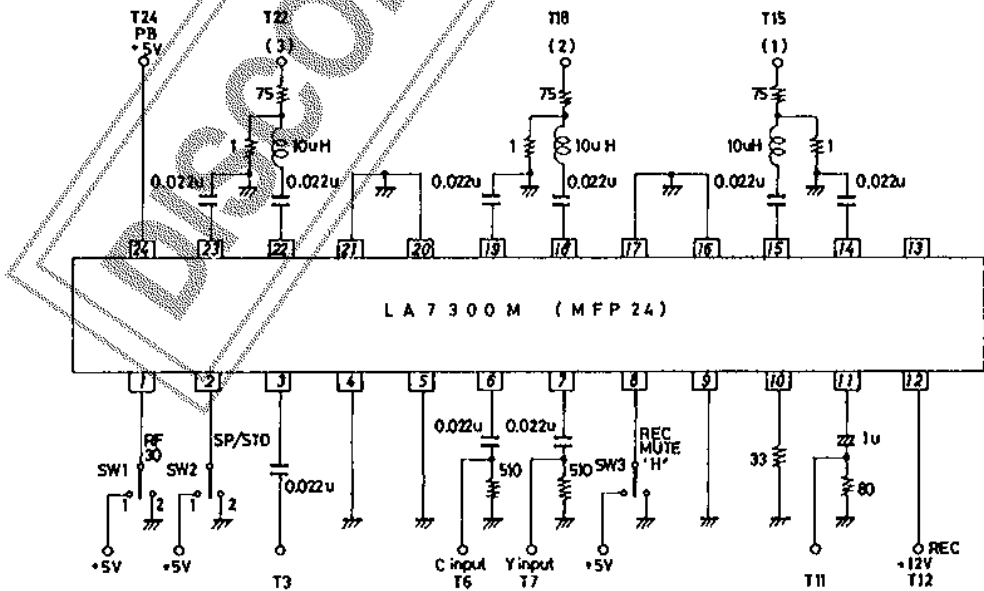 T24 T22 T18 T15
PB
+5V (3) (2) (1)
75 75 75
1 10uH 1 10uH 10uH 1
0.022u 0.022u 0.022u 0.022u 0.022u 0.022u
24 23 22 21 20 19 18 17 16 15 14 13
DISCO
LA7300M (MFP24)
1 2 3 4 5 6 7 8 9 10 11 12
0.022u 0.022u
RF
30
SP/STD
REC
MUTE
'H'
1u
SW1 SW2 510 510 SW3 33
0.022u 80
1 2 1 2
+5V +5V C input Y input +5V +12V REC
T3 T6 T7 T11 T12